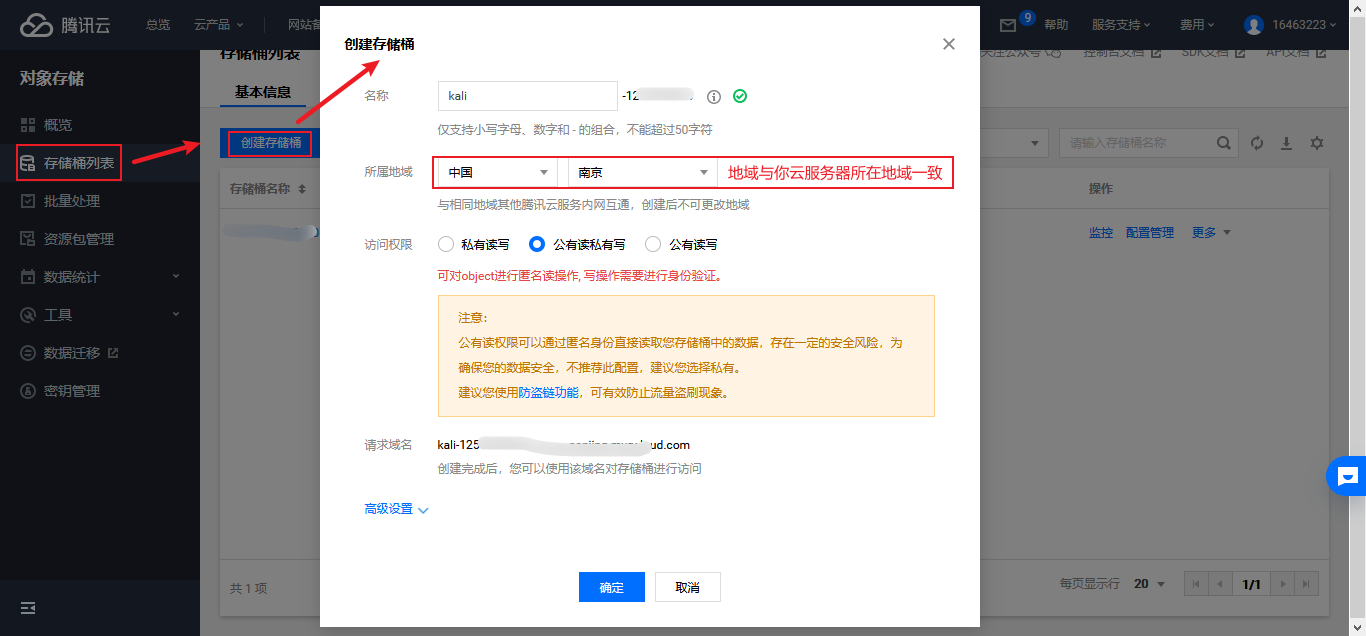 腾讯云
总览
云产品
网站备
9
帮助
服务支持
费用
16463223
对象存储
概览
存储桶列表
批量处理
资源包管理
数据统计
工具
数据迁移
密钥管理
存储桶列表
基本信息
创建存储桶
存储桶名称
共 1 项
控制台文档
SDK文档
API文档
请输入存储桶名称
操作
监控 配置管理 更多
每页显示行 20 1/1
创建存储桶
名称
kali
-12
仅支持小写字母、数字和 - 的组合，不能超过50字符
所属地域
中国
南京
地域与你云服务器所在地域一致
与相同地域其他腾讯云服务内网互通，创建后不可更改地域
访问权限
私有读写
公有读私有写
公有读写
可对object进行匿名读操作, 写操作需要进行身份验证。
注意：
公有读权限可以通过匿名身份直接读取您存储桶中的数据，存在一定的安全风险，为
确保您的数据安全，不推荐此配置，建议您选择私有。
建议您使用防盗链功能，可有效防止流量盗刷现象。
请求域名
kali-125
ud.com
创建完成后，您可以使用该域名对存储桶进行访问
高级设置
确定
取消